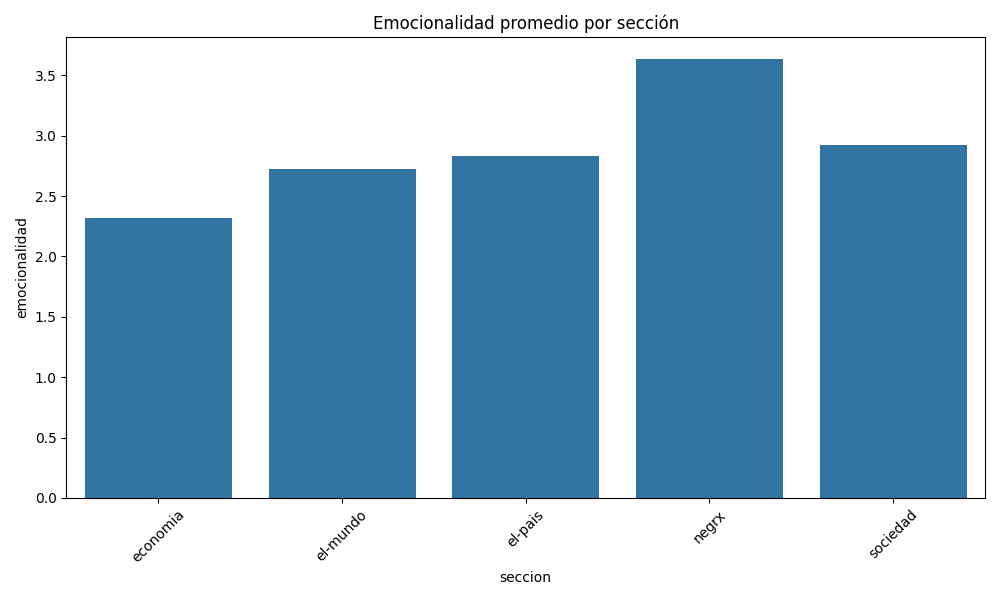 Emocionalidad promedio por sección
emocionalidad
3.5
3.0
2.5
2.0
1.5
1.0
0.5
0.0
economia
el-mundo
el-pais
negrx
sociedad
seccion